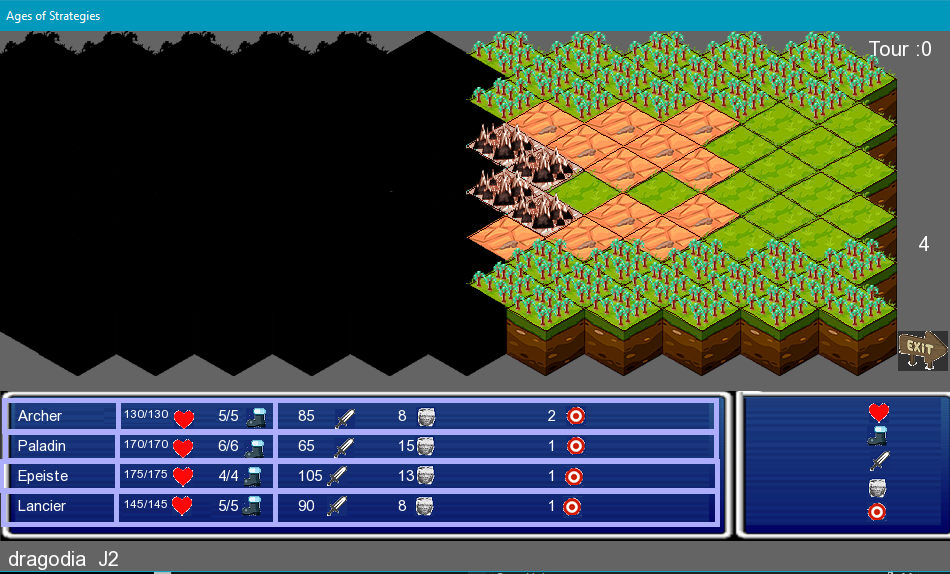 Ages of Strategies
Tour :0
4
EXIT
Archer 130/130 5/5 85 8 2
Paladin 170/170 6/6 65 15 1
Epeiste 175/175 4/4 105 13 1
Lancier 145/145 5/5 90 8 1
dragodia J2